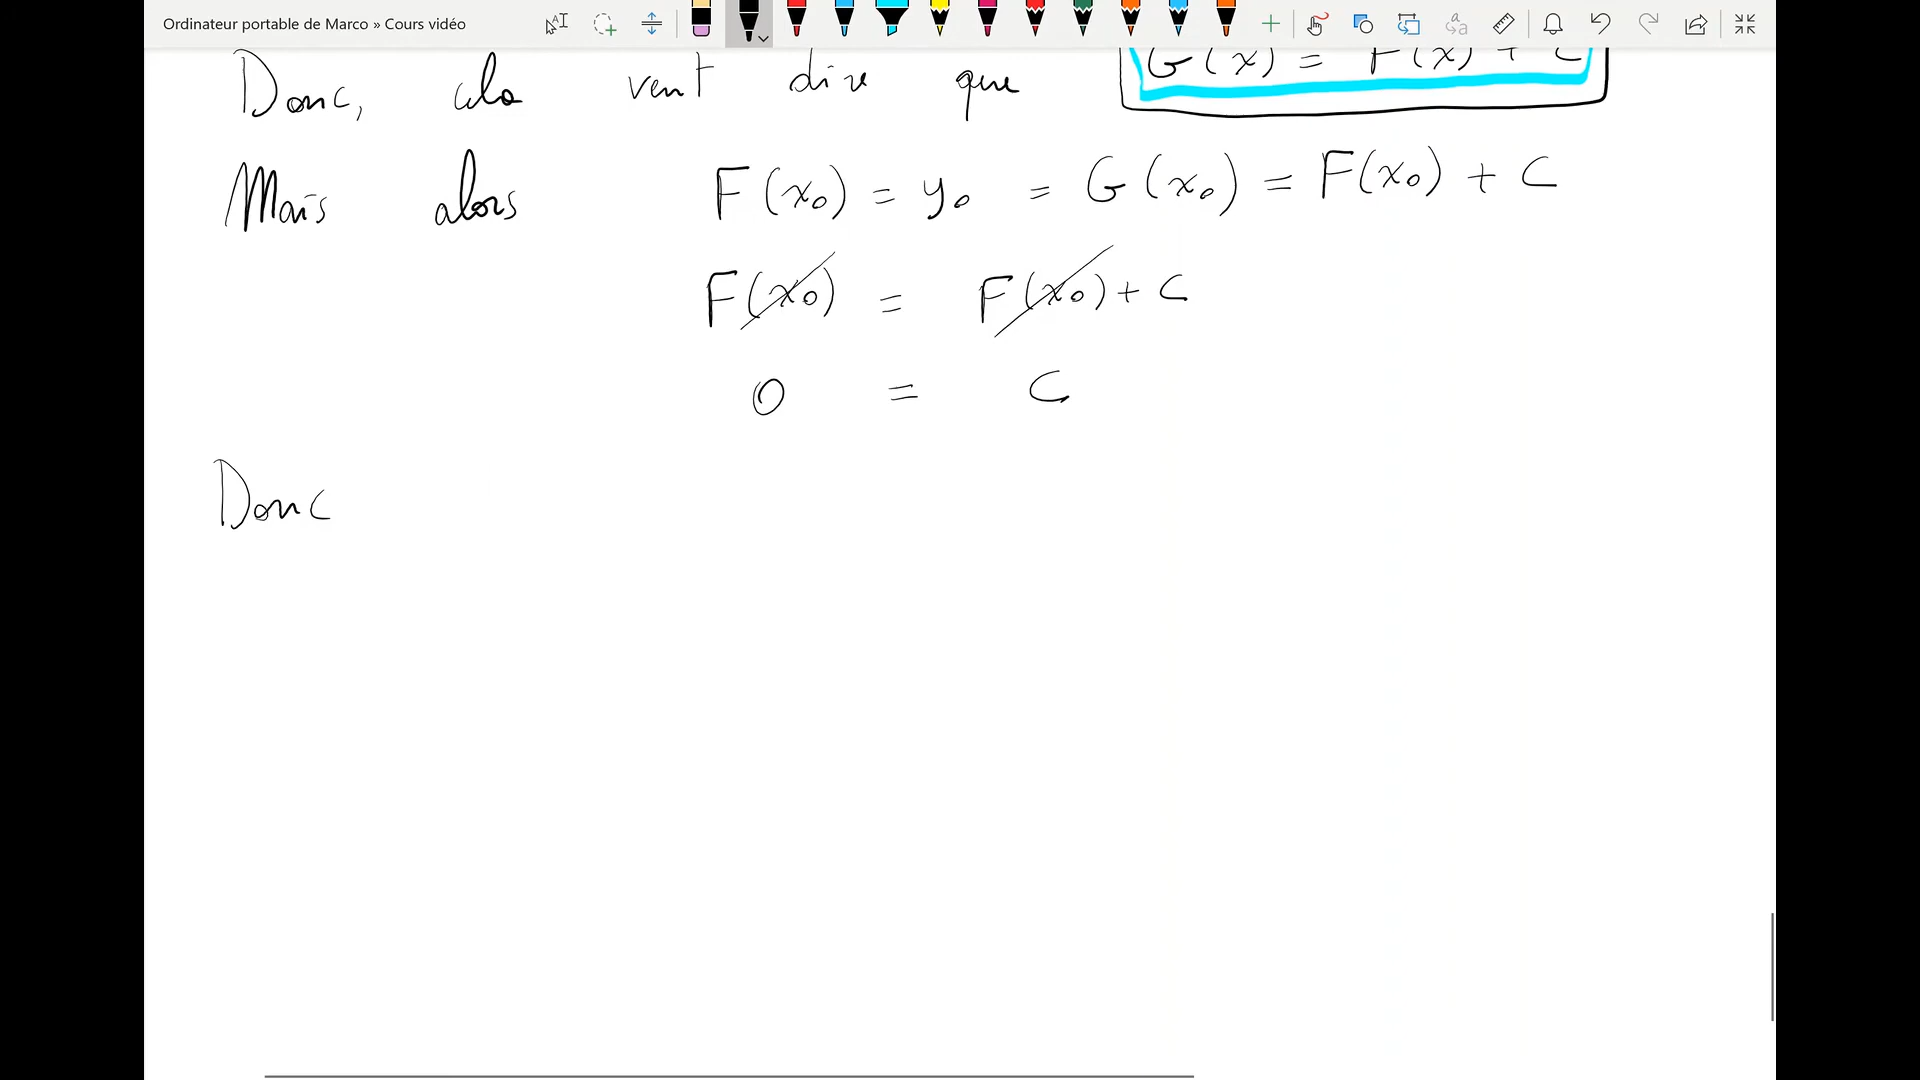 Ordinateur portable de Marco » Cours vidéo
Donc, cela veut dire que G(x) = F(x) + C
Mais alors F(x₀) = y₀ = G(x₀) = F(x₀) + C
F(x₀) = F(x₀) + C
0 = C
Donc